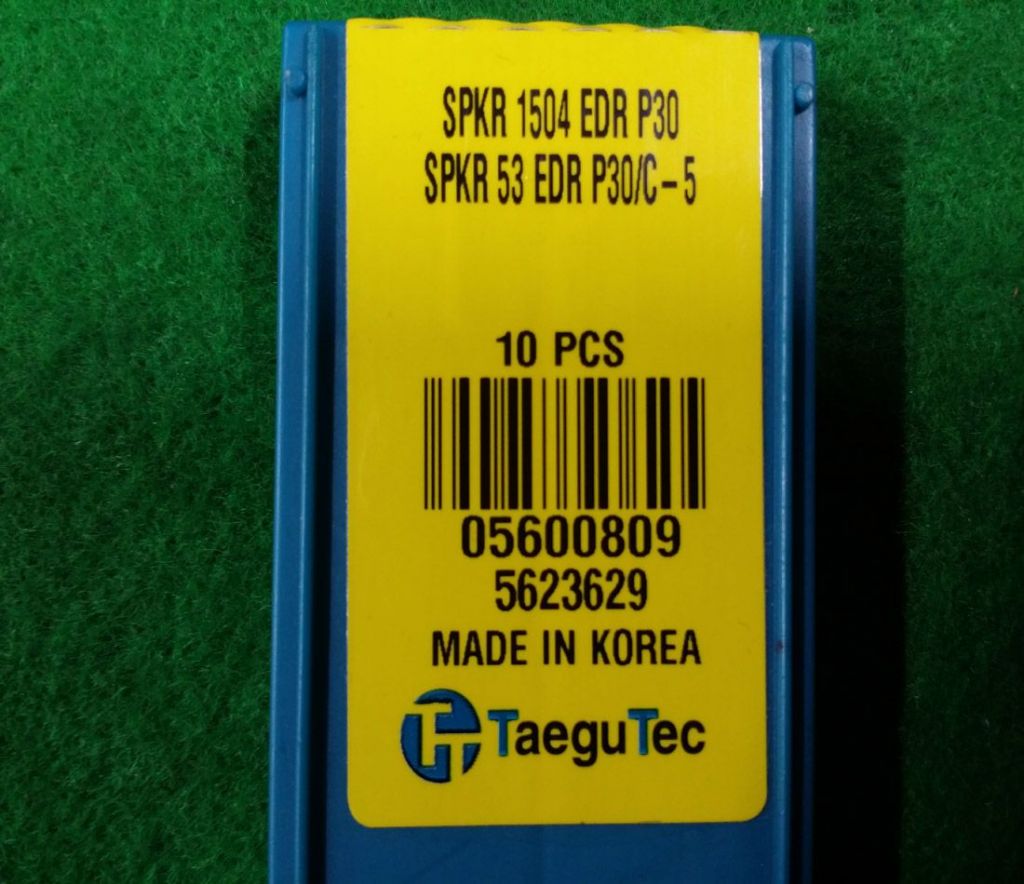 SPKR 1504 EDR P30
SPKR 53 EDR P30/C-5
10 PCS
05600809
5623629
MADE IN KOREA
TaeguTec